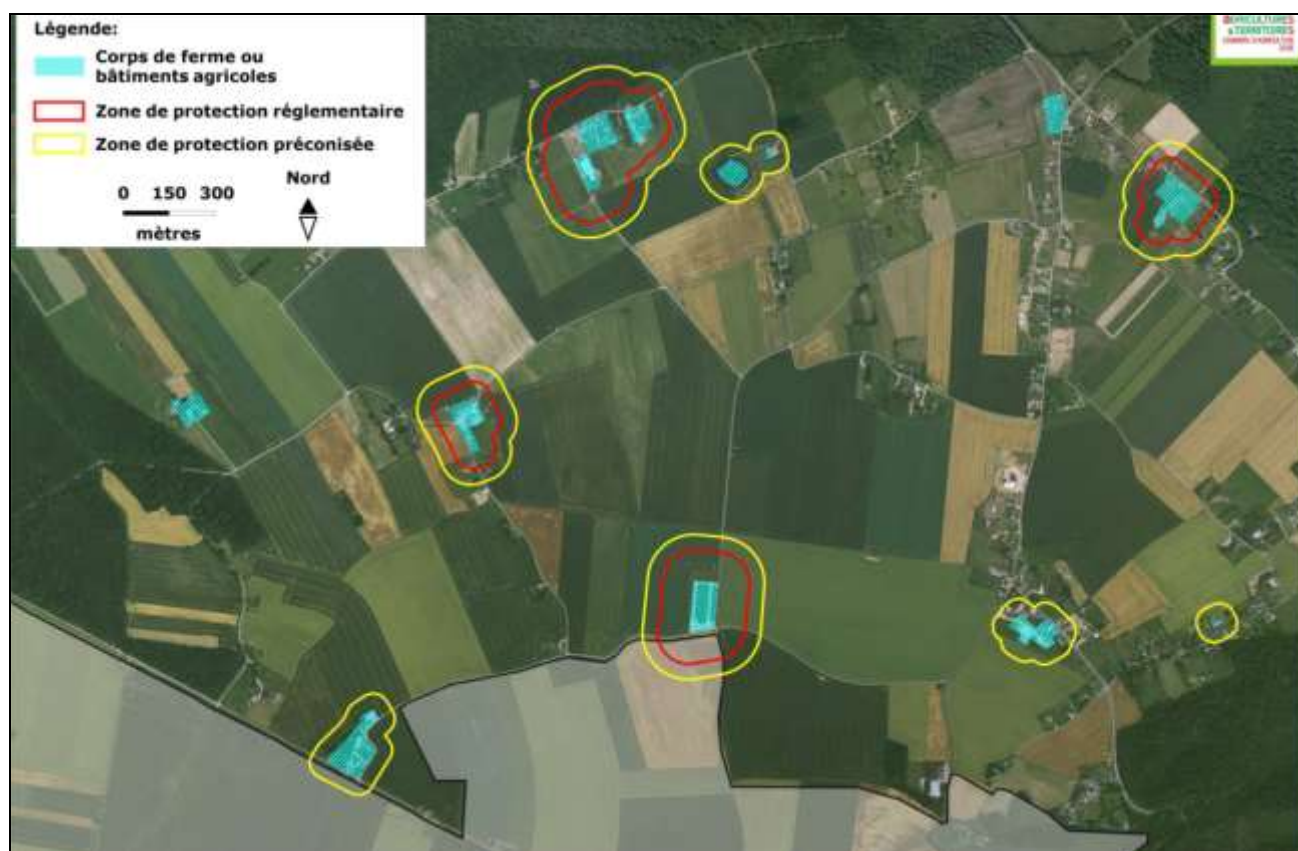 Légende:
Corps de ferme ou
bâtiments agricoles
Zone de protection réglementaire
Zone de protection préconisée
0 150 300
mètres
Nord
& TERRITOIRES